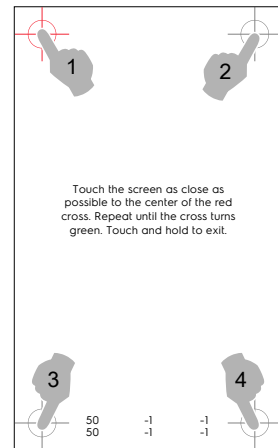 1
2
Touch the screen as close as
possible to the center of the red
cross. Repeat until the cross turns
green. Touch and hold to exit.
3
4
50 -1 -1
50 -1 -1